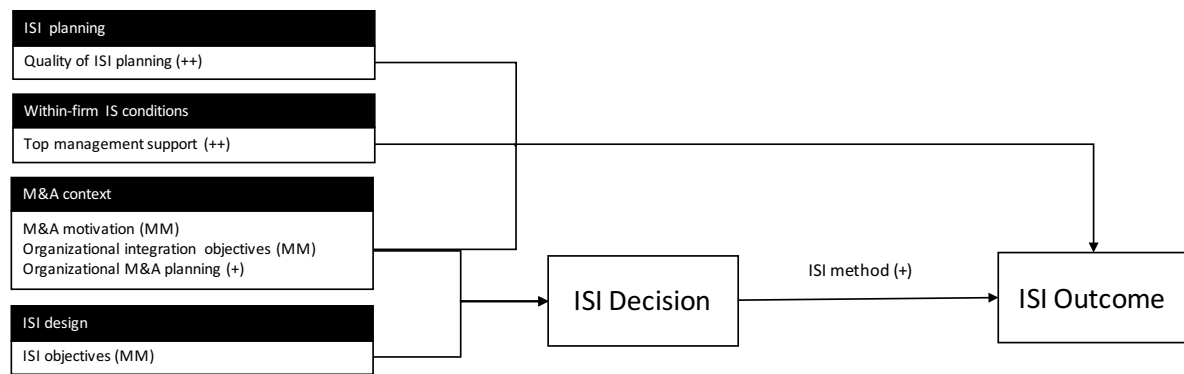 ISI planning
Quality of ISI planning (++)
Within-firm IS conditions
Top management support (++)
M&A context
M&A motivation (MM)
Organizational integration objectives (MM)
Organizational M&A planning (+)
ISI design
ISI objectives (MM)
ISI Decision
ISI method (+)
ISI Outcome